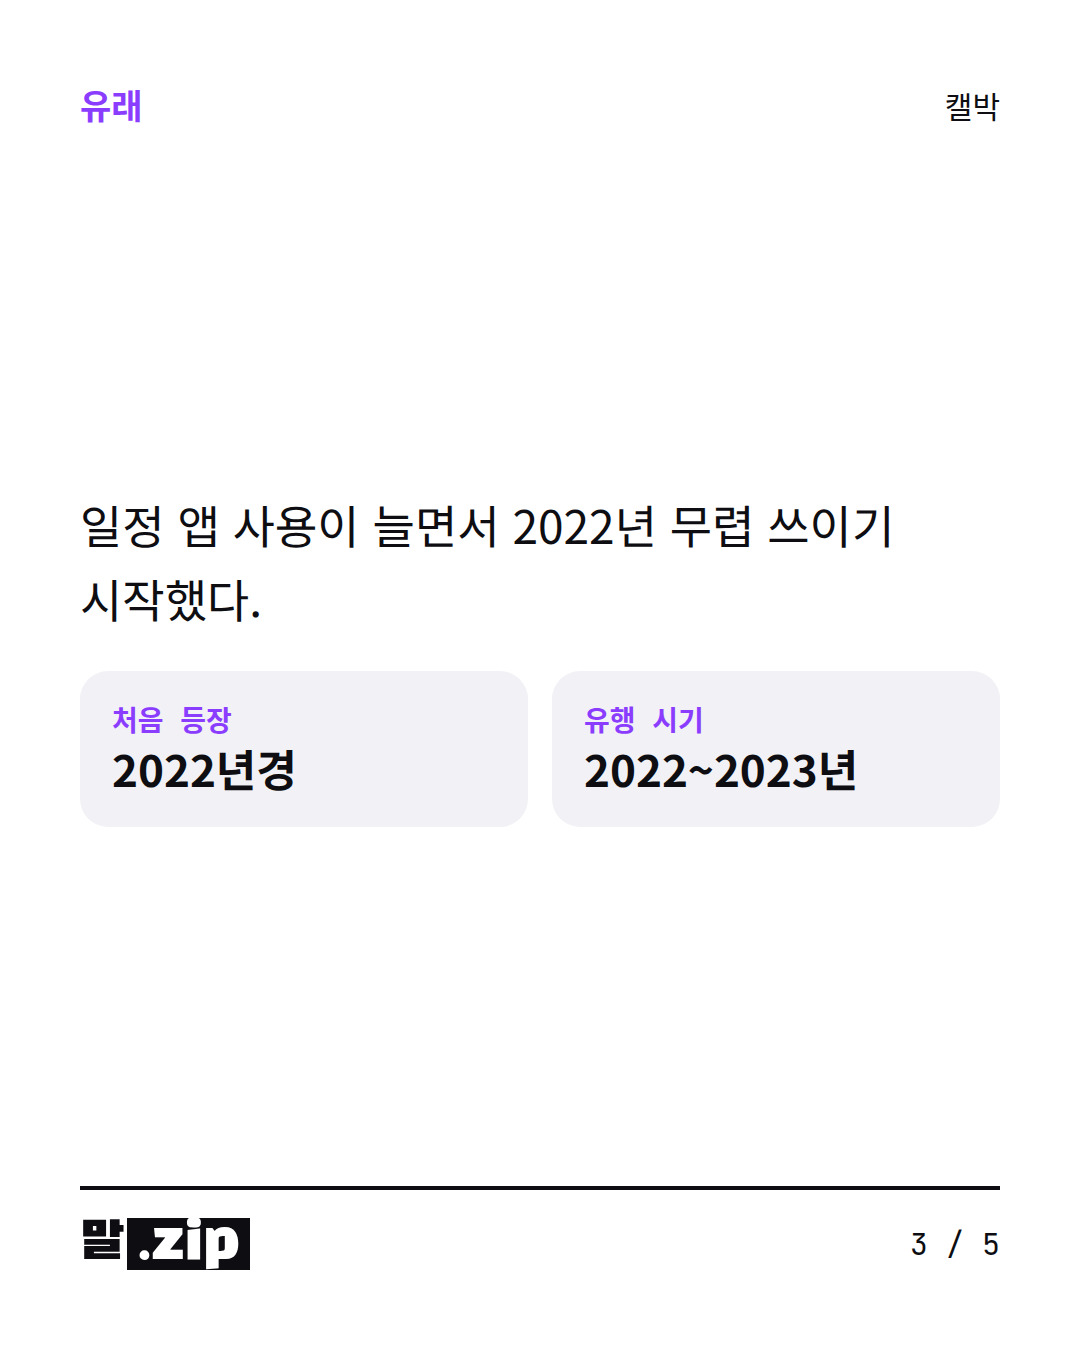 유래
캘박
일정 앱 사용이 늘면서 2022년 무렵 쓰이기
시작했다.
처음 등장
2022년경
유행 시기
2022~2023년
말.zip
3 / 5